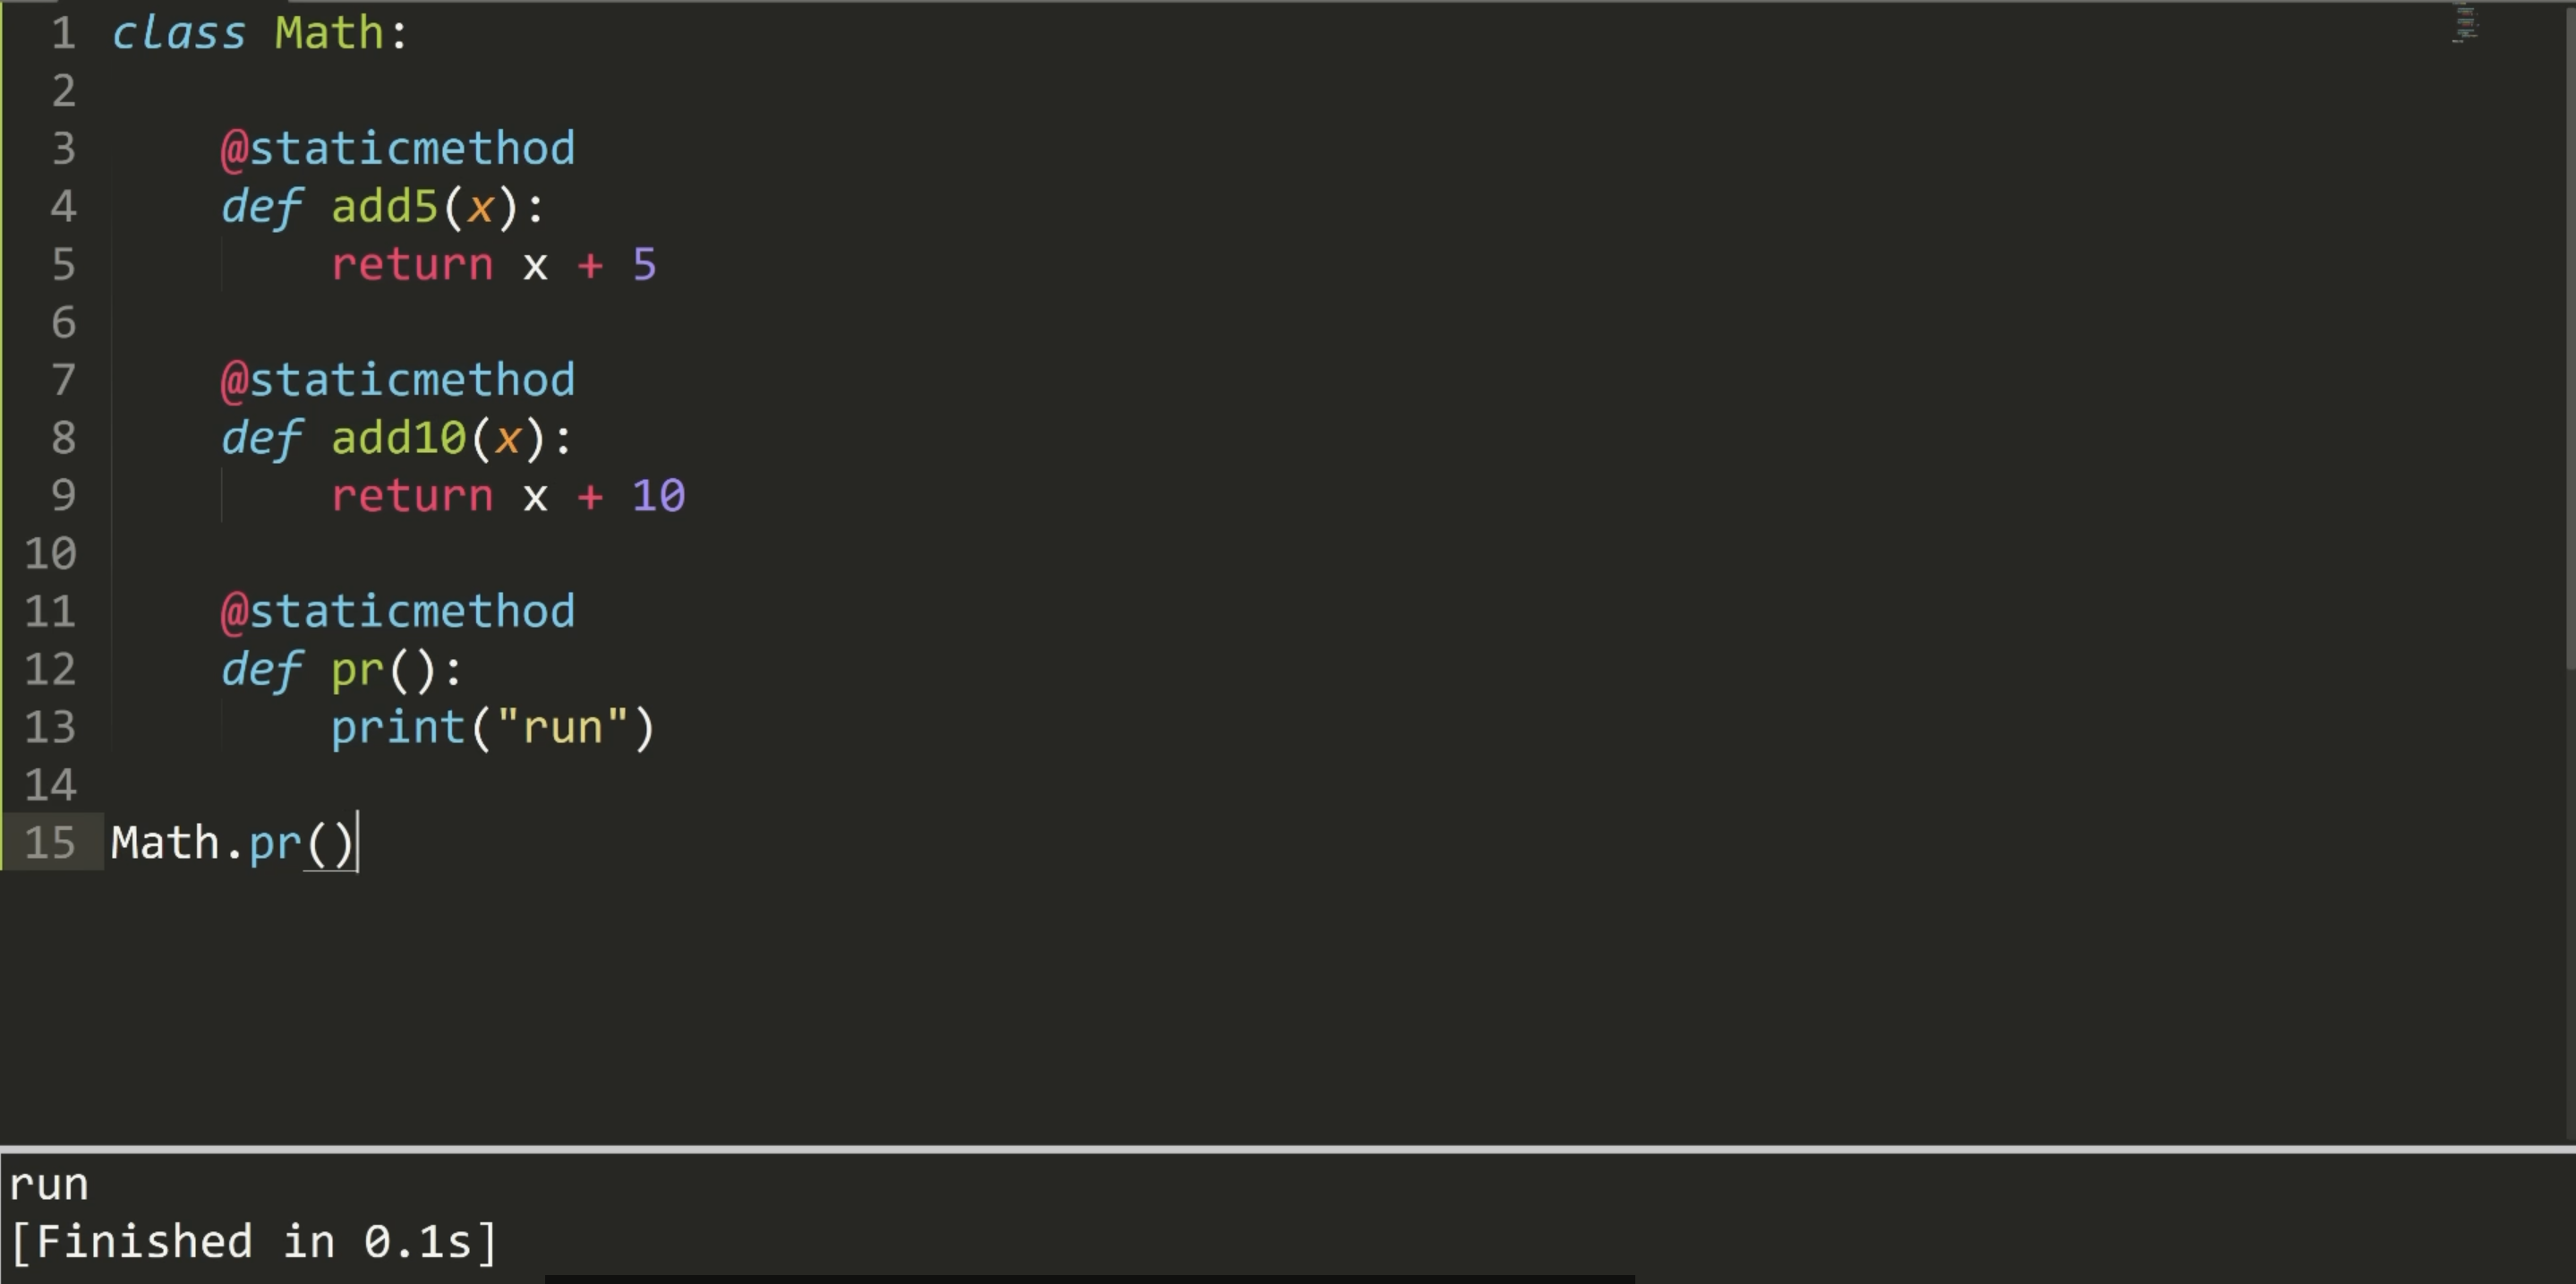 1 class Math:
2
3     @staticmethod
4     def add5(x):
5         return x + 5
6
7     @staticmethod
8     def add10(x):
9         return x + 10
10
11     @staticmethod
12     def pr():
13         print("run")
14
15 Math.pr()
run
[Finished in 0.1s]